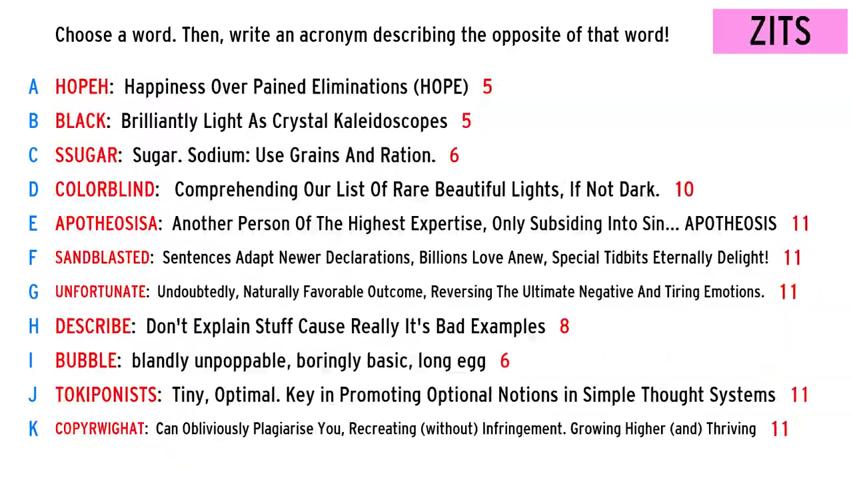 Choose a word. Then, write an acronym describing the opposite of that word!
ZITS
A HOPEH: Happiness Over Pained Eliminations (HOPE) 5
B BLACK: Brilliantly Light As Crystal Kaleidoscopes 5
C SSUGAR: Sugar. Sodium: Use Grains And Ration. 6
D COLORBLIND: Comprehending Our List Of Rare Beautiful Lights, If Not Dark. 10
E APOTHEOSISA: Another Person Of The Highest Expertise, Only Subsiding Into Sin... APOTHEOSIS 11
F SANDBLASTED: Sentences Adapt Newer Declarations, Billions Love Anew, Special Tidbits Eternally Delight! 11
G UNFORTUNATE: Undoubtedly, Naturally Favorable Outcome, Reversing The Ultimate Negative And Tiring Emotions. 11
H DESCRIBE: Don't Explain Stuff Cause Really It's Bad Examples 8
I BUBBLE: blandly unpoppable, boringly basic, long egg 6
J TOKIPONISTS: Tiny, Optimal. Key in Promoting Optional Notions in Simple Thought Systems 11
K COPYRWIGHAT: Can Obliviously Plagiarise You, Recreating (without) Infringement. Growing Higher (and) Thriving 11